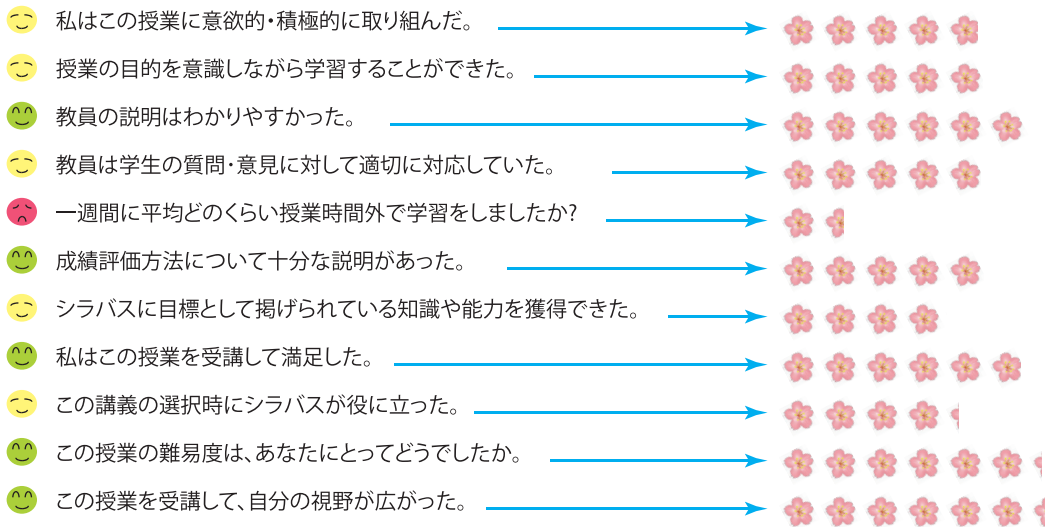 私はこの授業に意欲的・積極的に取り組んだ。
授業の目的を意識しながら学習することができた。
教員の説明はわかりやすかった。
教員は学生の質問・意見に対して適切に対応していた。
一週間に平均どのくらい授業時間外で学習をしましたか?
成績評価方法について十分な説明があった。
シラバスに目標として掲げられている知識や能力を獲得できた。
私はこの授業を受講して満足した。
この講義の選択時にシラバスが役に立った。
この授業の難易度は、あなたにとってどうでしたか。
この授業を受講して、自分の視野が広がった。